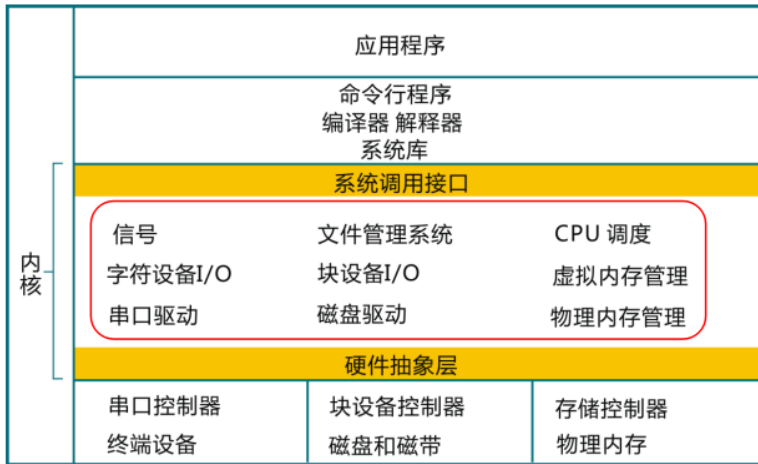 应用程序
命令行程序
编译器 解释器
系统库
系统调用接口
内核
信号 文件管理系统 CPU 调度
字符设备I/O 块设备I/O 虚拟内存管理
串口驱动 磁盘驱动 物理内存管理
硬件抽象层
串口控制器 块设备控制器 存储控制器
终端设备 磁盘和磁带 物理内存